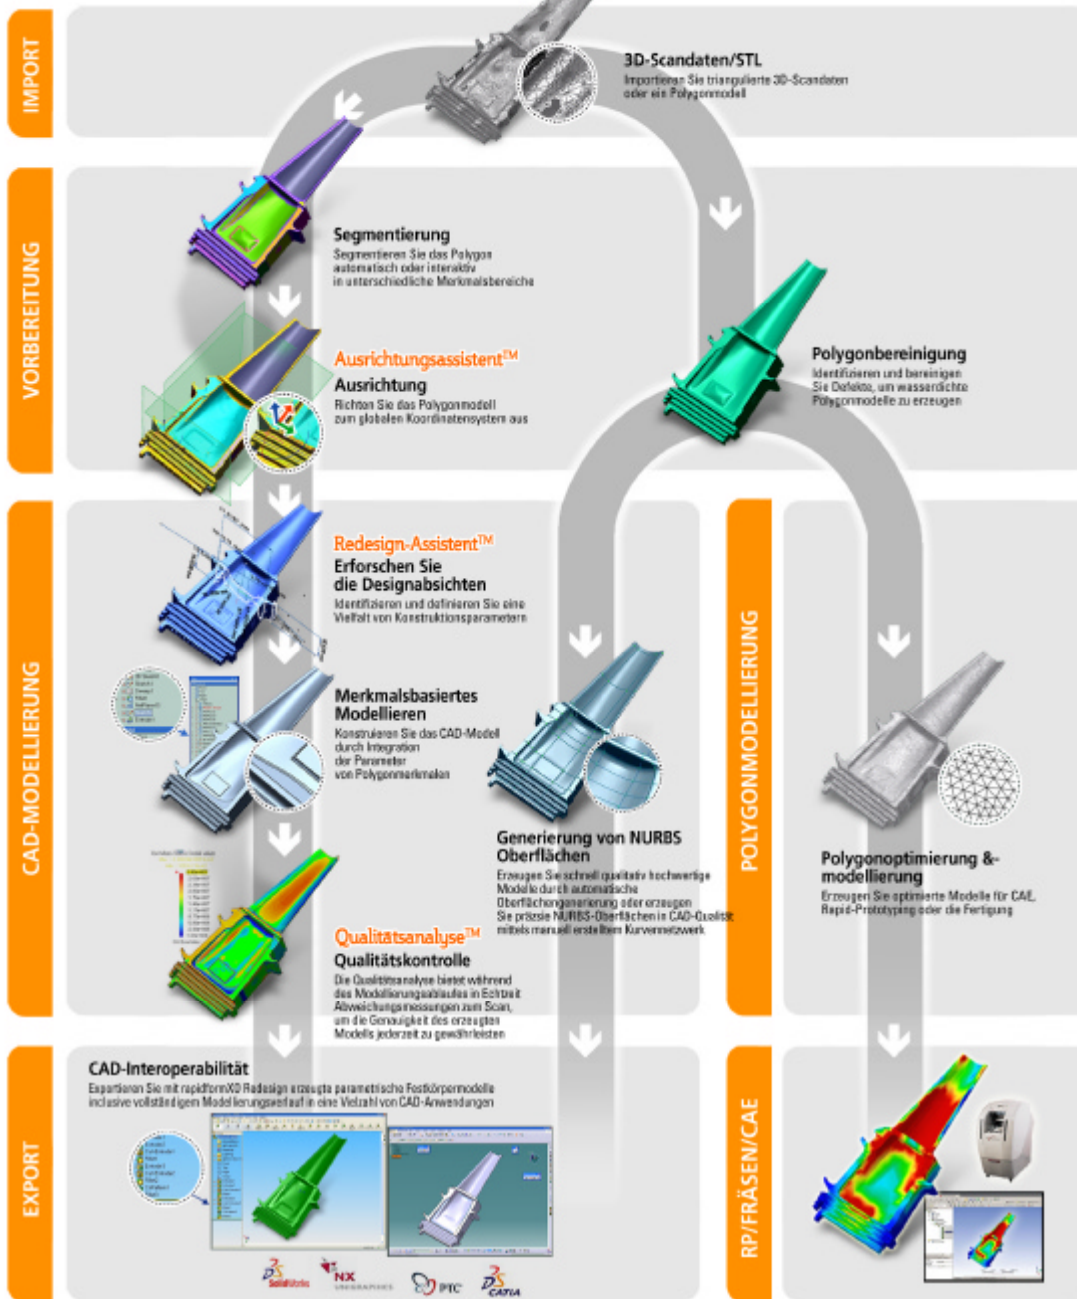 IMPORT
3D-Scandaten/STL
Importieren Sie triangulierte 3D-Scandaten
oder ein Polygonmodell
VORBEREITUNG
Segmentierung
Segmentieren Sie das Polygon
automatisch oder interaktiv
in unterschiedliche Merkmalsbereiche
Ausrichtungsassistent™
Ausrichtung
Richten Sie das Polygonmodell
zum globalen Koordinatensystem aus
Polygonbereinigung
Identifizieren und bereinigen
Sie Defekte, um wasserdichte
Polygonmodelle zu erzeugen
CAD-MODELLIERUNG
Redesign-Assistent™
Erforschen Sie
die Designabsichten
Identifizieren und definieren Sie eine
Vielfalt von Konstruktionsparametern
Merkmalsbasiertes
Modellieren
Konstruieren Sie das CAD-Modell
durch Integration
der Parameter
von Polygonmerkmalen
Qualitätsanalyse™
Qualitätskontrolle
Die Qualitätsanalyse bietet während
des Modellierungsablaufes in Echtzeit
Abweichungsmessungen zum Scan,
um die Genauigkeit des erzeugten
Modells jederzeit zu gewährleisten
Generierung von NURBS
Oberflächen
Erzeugen Sie schnell qualitativ hochwertige
Modelle durch automatische
Oberflächengenerierung oder erzeugen
Sie präzsie NURBS-Oberflächen in CAD-Qualität
mittels manuell erstelltem Kurvennetzwerk
POLYGONMODELLIERUNG
Polygonoptimierung &-
modellierung
Erzeugen Sie optimierte Modelle für CAE,
Rapid-Prototyping oder die Fertigung
EXPORT
CAD-Interoperabilität
Exportieren Sie mit rapidformXO Redesign erzeugte parametrische Festkörpermodelle
inclusive vollständigem Modellierungsverlauf in eine Vielzahl von CAD-Anwendungen
SolidWorks
NX
UNIGRAPHICS
PTC
CATIA
RP/FRÄSEN/CAE